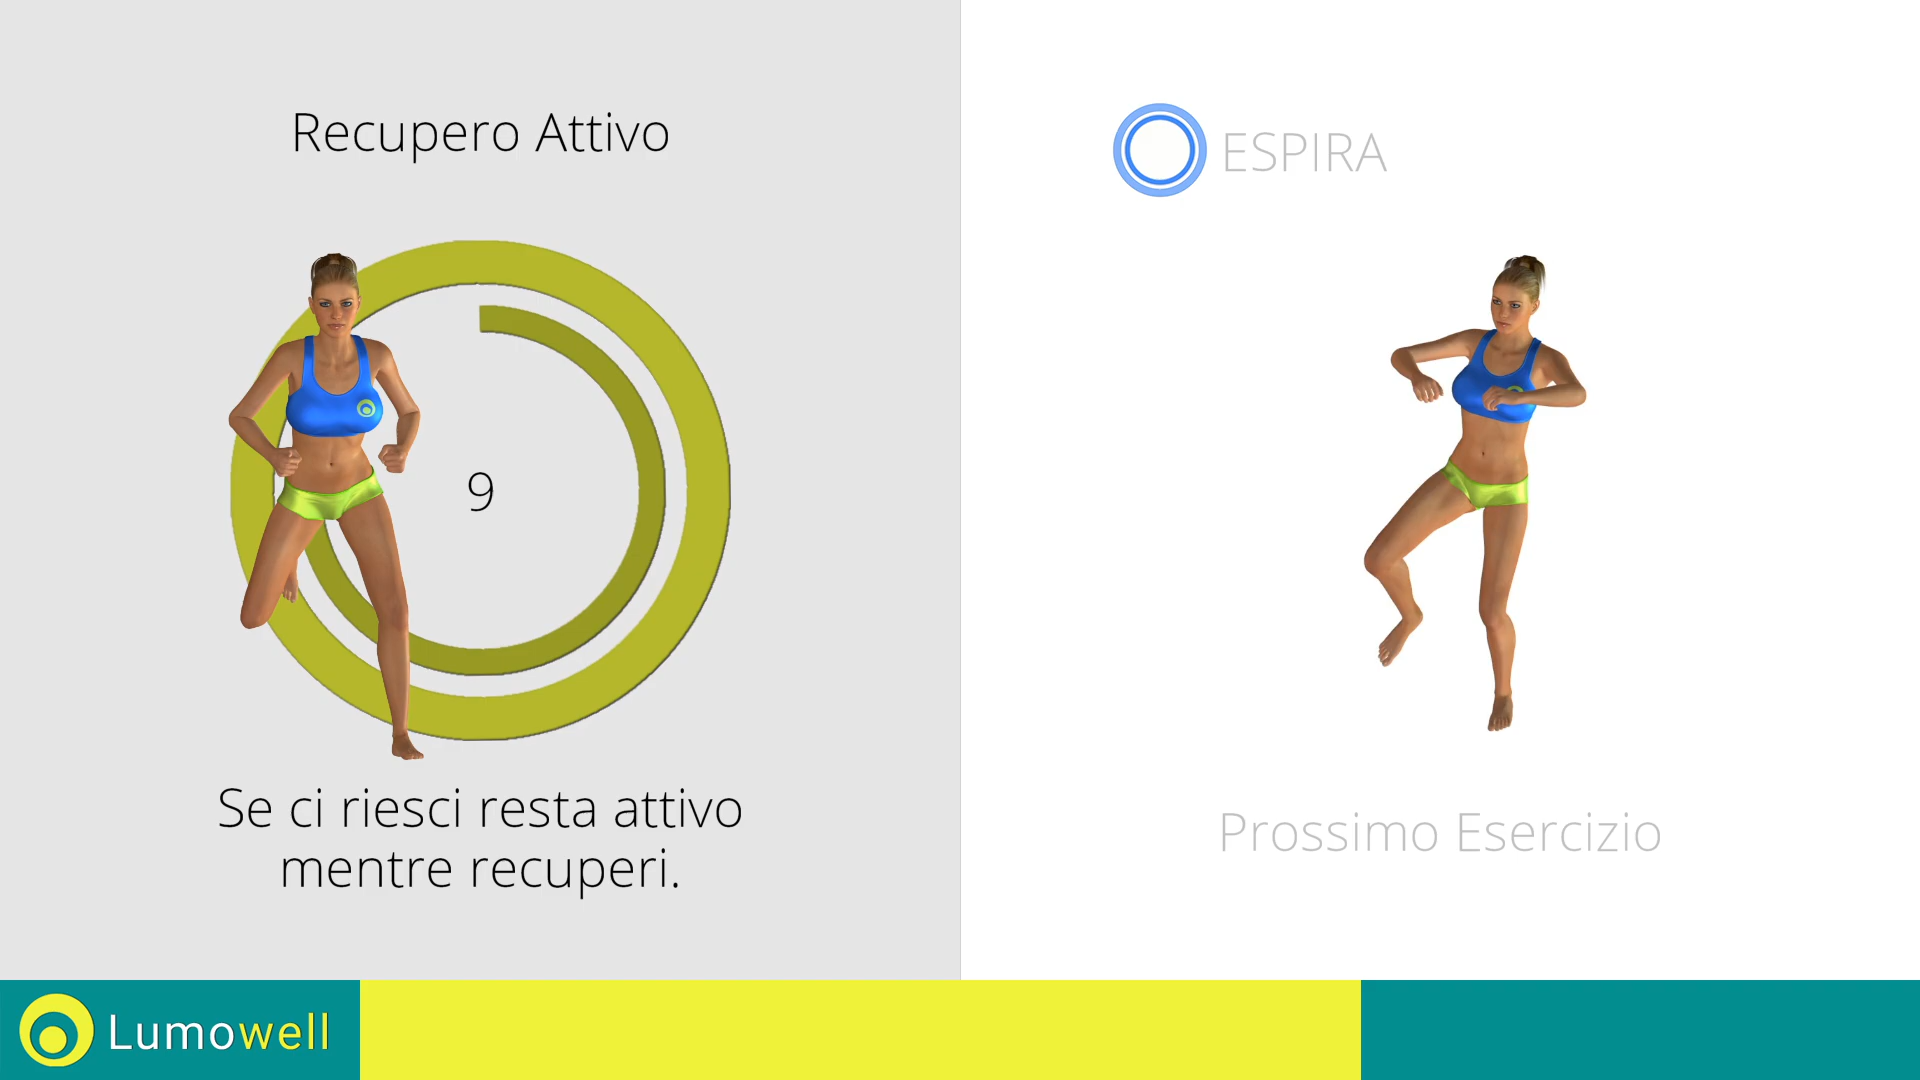 Recupero Attivo
9
Se ci riesci resta attivo
mentre recuperi.
ESPIRA
Prossimo Esercizio
Lumowell